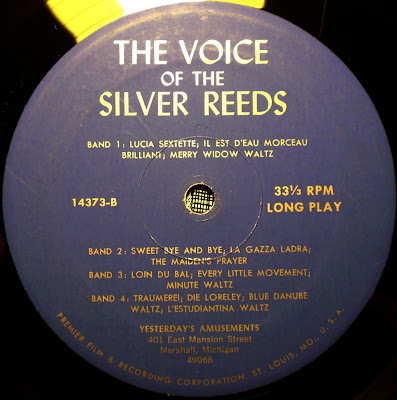 THE VOICE
OF THE
SILVER REEDS
BAND 1: LUCIA SEXTETTE; IL EST D'EAU MORCEAU
BRILLIANT; MERRY WIDOW WALTZ
14373-B
33⅓ RPM
LONG PLAY
BAND 2: SWEET BYE AND BYE; LA GAZZA LADRA;
THE MAIDEN'S PRAYER
BAND 3: LOIN DU BAL; EVERY LITTLE MOVEMENT;
MINUTE WALTZ
BAND 4: TRAUMEREI; DIE LORELEY; BLUE DANUBE
WALTZ; L'ESTUDIANTINA WALTZ
YESTERDAY'S AMUSEMENTS
401 East Mansion Street
Marshall, Michigan
49068
PREMIER FILM & RECORDING CORPORATION, ST. LOUIS, MO., U.S.A.